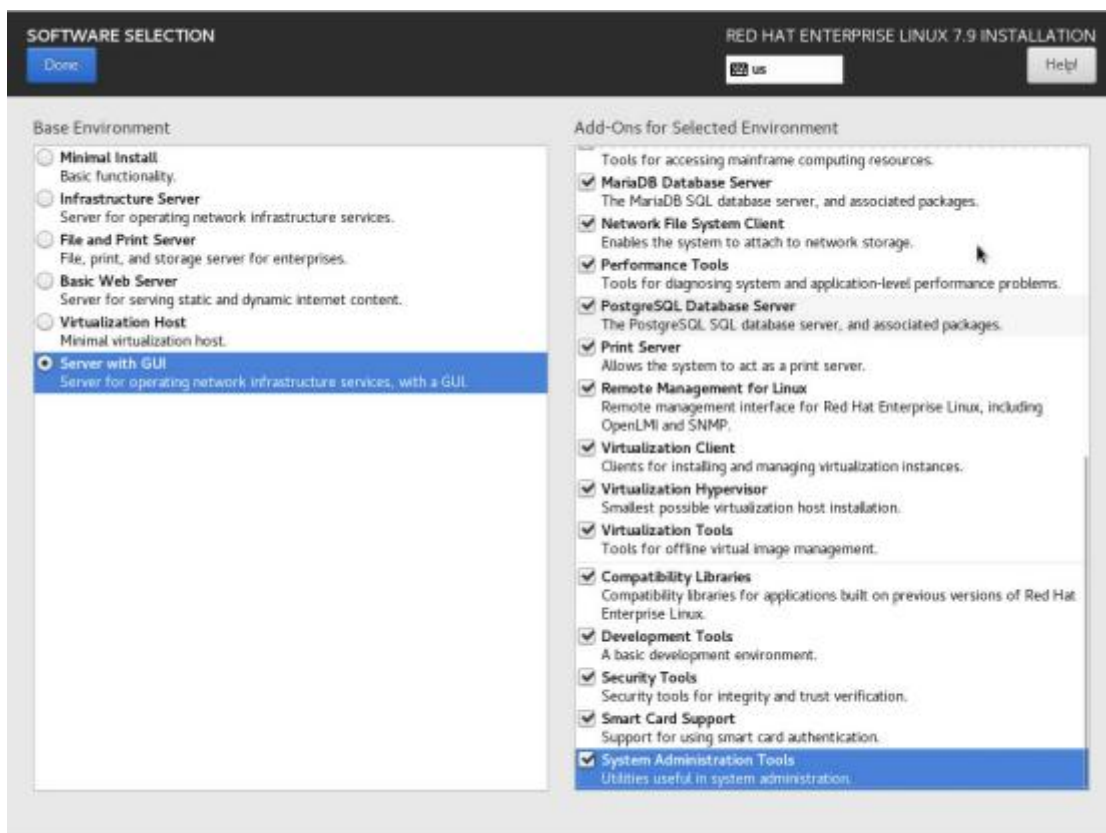 SOFTWARE SELECTION
RED HAT ENTERPRISE LINUX 7.9 INSTALLATION
Done
us
Help!
Base Environment
Minimal Install
Basic functionality.
Infrastructure Server
Server for operating network infrastructure services.
File and Print Server
File, print, and storage server for enterprises.
Basic Web Server
Server for serving static and dynamic internet content.
Virtualization Host
Minimal virtualization host.
Server with GUI
Server for operating network infrastructure services, with a GUI.
Add-Ons for Selected Environment
Tools for accessing mainframe computing resources.
MariaDB Database Server
The MariaDB SQL database server, and associated packages.
Network File System Client
Enables the system to attach to network storage.
Performance Tools
Tools for diagnosing system and application-level performance problems.
PostgreSQL Database Server
The PostgreSQL SQL database server, and associated packages.
Print Server
Allows the system to act as a print server.
Remote Management for Linux
Remote management interface for Red Hat Enterprise Linux, including
OpenLMI and SNMP.
Virtualization Client
Clients for installing and managing virtualization instances.
Virtualization Hypervisor
Smallest possible virtualization host installation.
Virtualization Tools
Tools for offline virtual image management.
Compatibility Libraries
Compatibility libraries for applications built on previous versions of Red Hat
Enterprise Linux.
Development Tools
A basic development environment.
Security Tools
Security tools for integrity and trust verification.
Smart Card Support
Support for using smart card authentication.
System Administration Tools
Utilities useful in system administration.